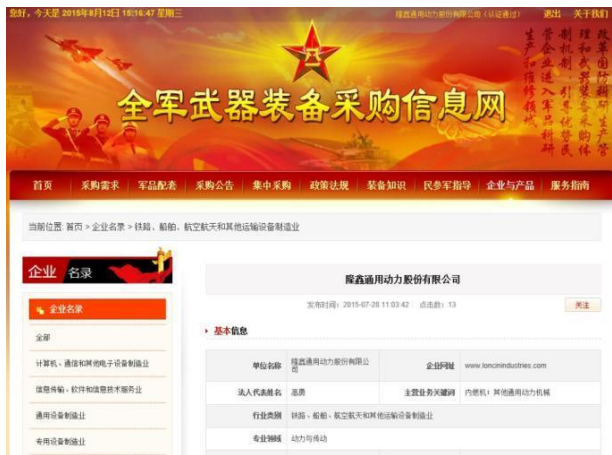 您好，今天是 2015年8月12日 15:16:47 星期三
隆鑫通用动力股份有限公司（认证通过） 退出 关于我们
全军武器装备采购信息网
首页 采购需求 军品配套 采购公告 集中采购 政策法规 装备知识 民参军指导 企业与产品 服务指南
当前位置: 首页 > 企业名录 > 铁路、船舶、航空航天和其他运输设备制造业
企业 名录
企业名录
全部
计算机、通信和其他电子设备制造业
信息传输、软件和信息技术服务业
通用设备制造业
专用设备制造业
隆鑫通用动力股份有限公司
发布时间：2015-07-28 11:03:42 点击数：13
关注
基本信息
单位名称 隆鑫通用动力股份有限公司 企业网址 www.loncinindustries.com
法人代表姓名 高勇 主营业务关键词 内燃机；其他通用动力机械
行业类别 铁路、船舶、航空航天和其他运输设备制造业
专业领域 动力与传动